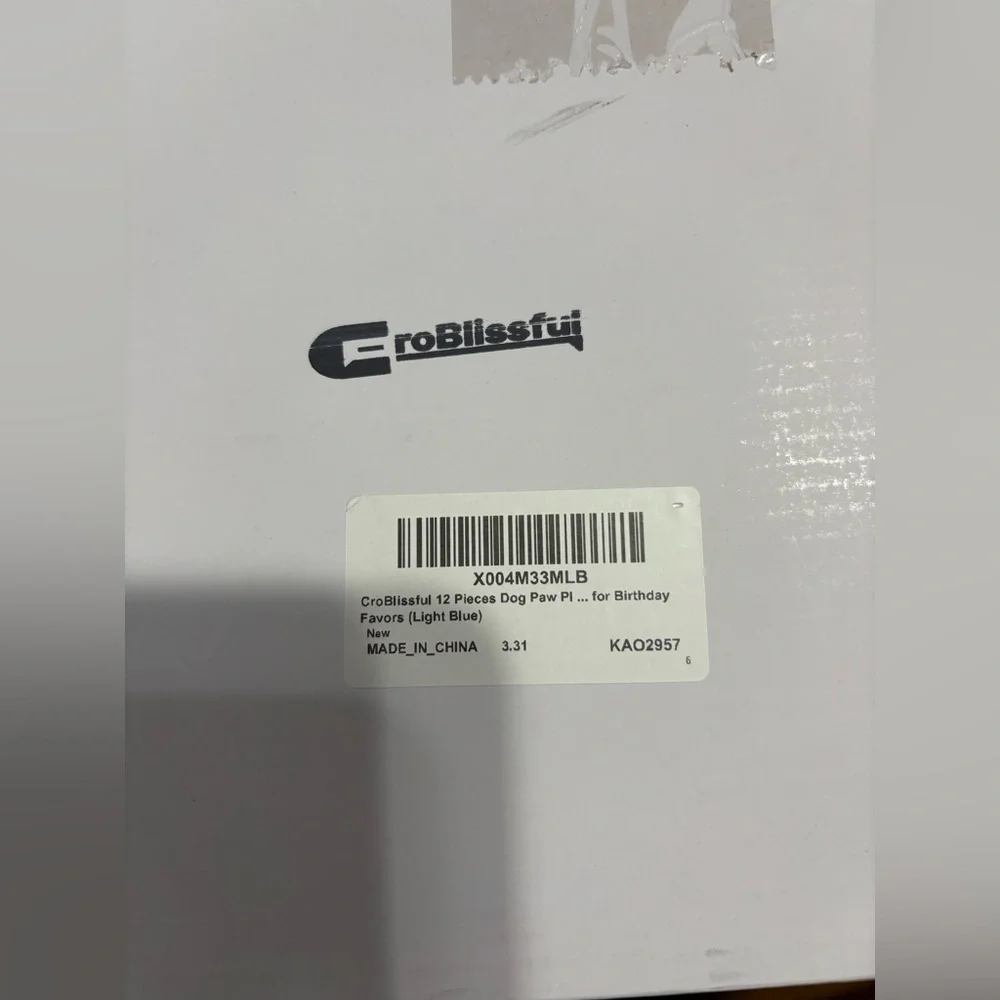 CroBlissful
X004M33MLB
CroBlissful 12 Pieces Dog Paw Pl ... for Birthday
Favors (Light Blue)
New
MADE_IN_CHINA 3.31 KAO2957
6